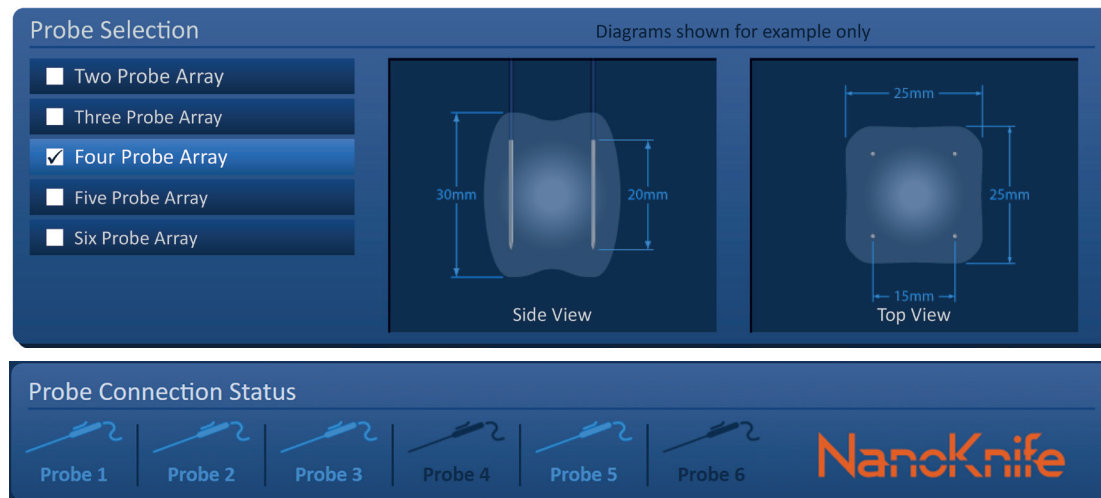 Probe Selection
Diagrams shown for example only
Two Probe Array
Three Probe Array
Four Probe Array
Five Probe Array
Six Probe Array
30mm
20mm
Side View
25mm
25mm
15mm
Top View
Probe Connection Status
Probe 1
Probe 2
Probe 3
Probe 4
Probe 5
Probe 6
NanoKnife